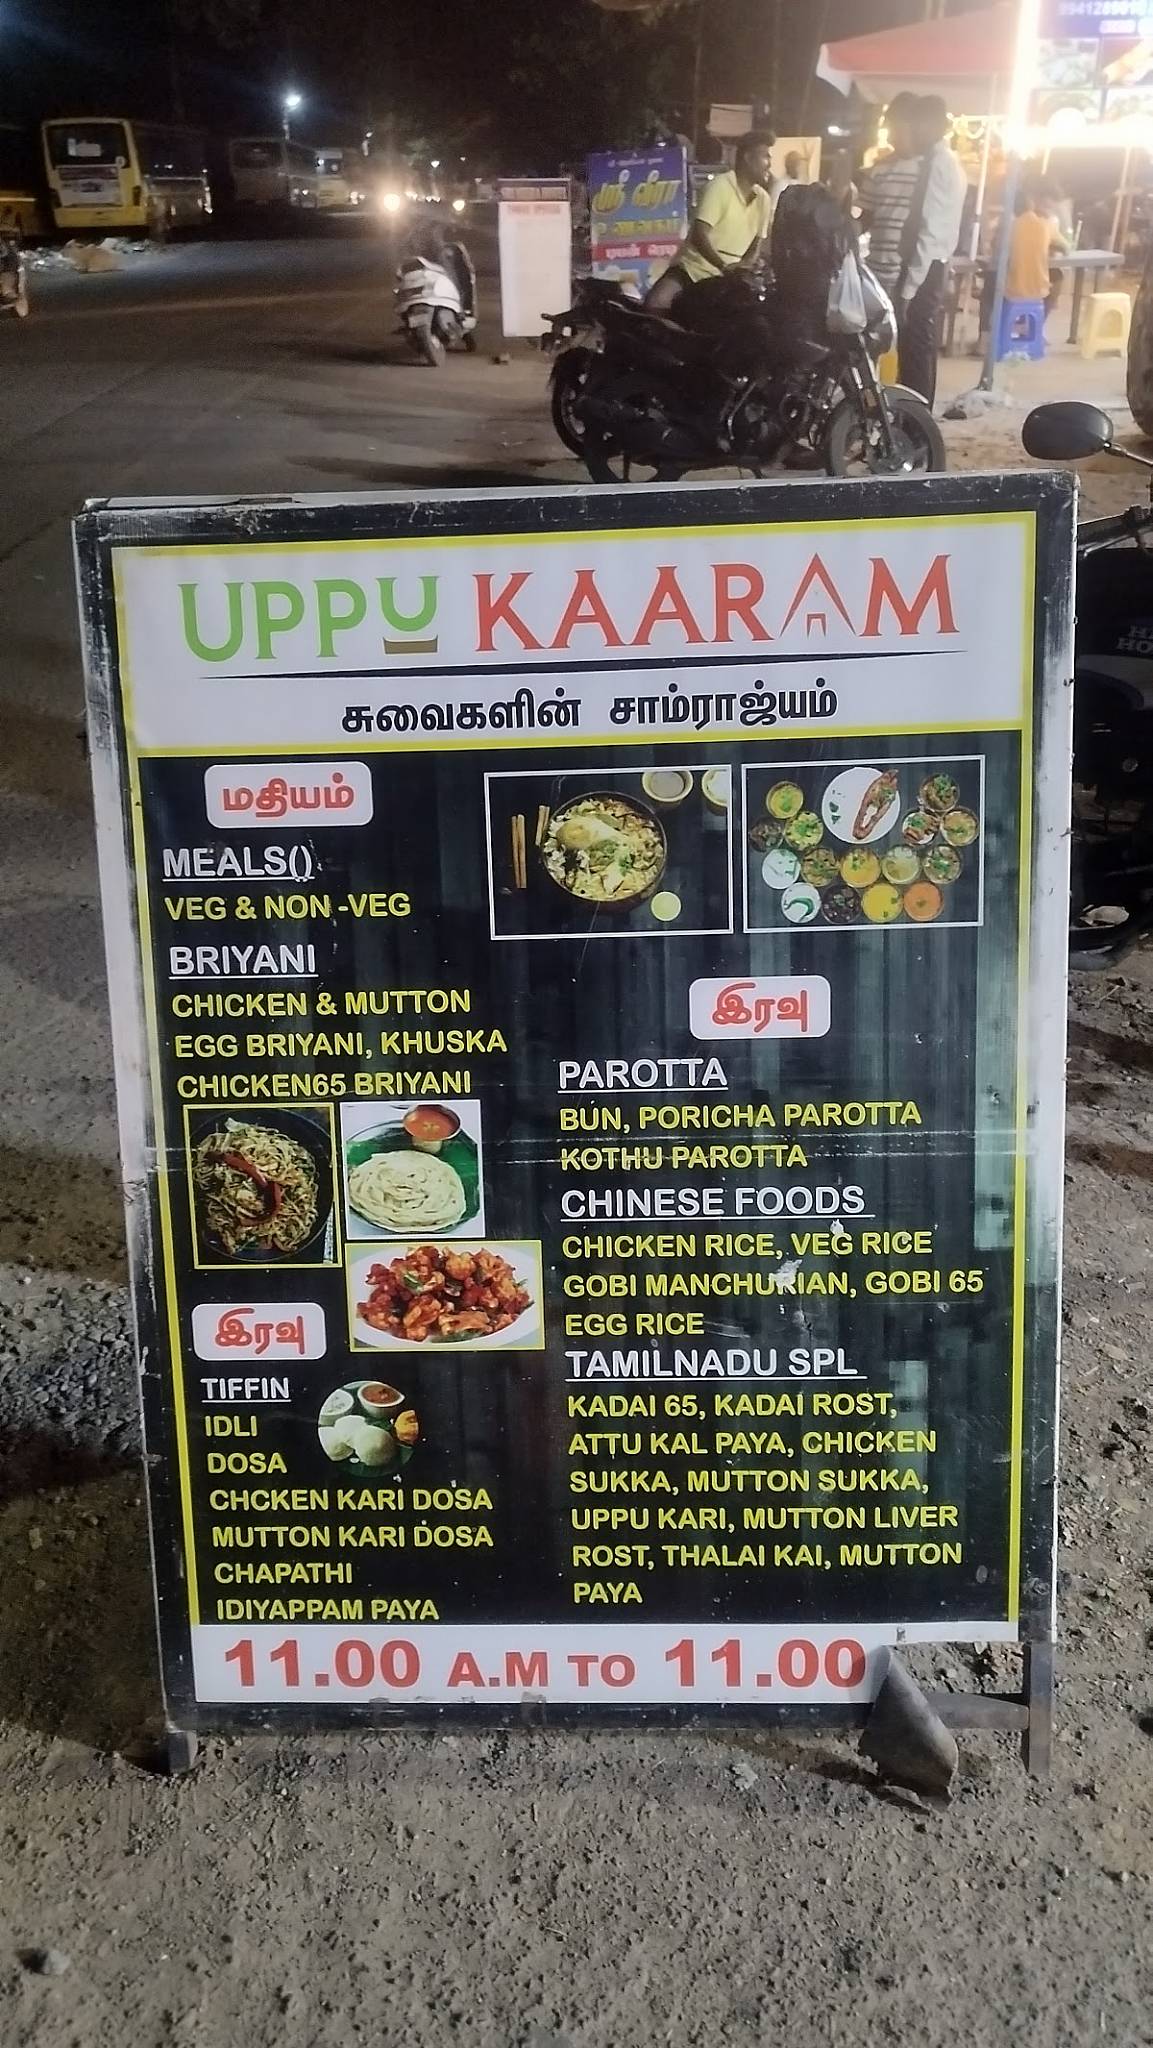 9941289010
ஸ்ரீ வீரா
UPPU KAARAM
சுவைகளின் சாம்ராஜ்யம்
மதியம்
MEALS()
VEG & NON -VEG
BRIYANI
CHICKEN & MUTTON
EGG BRIYANI, KHUSKA
CHICKEN65 BRIYANI
இரவு
TIFFIN
IDLI
DOSA
CHCKEN KARI DOSA
MUTTON KARI DOSA
CHAPATHI
IDIYAPPAM PAYA
இரவு
PAROTTA
BUN, PORICHA PAROTTA
KOTHU PAROTTA
CHINESE FOODS
CHICKEN RICE, VEG RICE
GOBI MANCHURIAN, GOBI 65
EGG RICE
TAMILNADU SPL
KADAI 65, KADAI ROST,
ATTU KAL PAYA, CHICKEN
SUKKA, MUTTON SUKKA,
UPPU KARI, MUTTON LIVER
ROST, THALAI KAI, MUTTON
PAYA
11.00 A.M TO 11.00